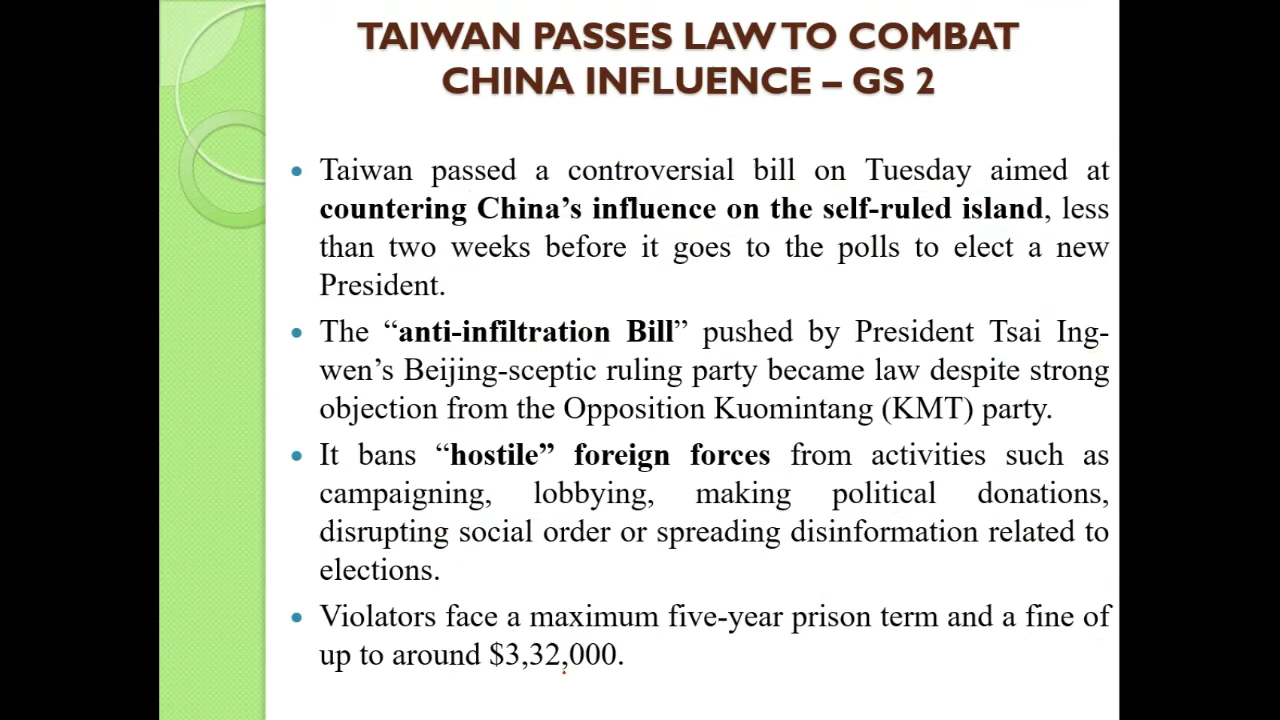 TAIWAN PASSES LAW TO COMBAT
CHINA INFLUENCE – GS 2
• Taiwan passed a controversial bill on Tuesday aimed at
countering China’s influence on the self-ruled island, less
than two weeks before it goes to the polls to elect a new
President.
• The “anti-infiltration Bill” pushed by President Tsai Ing-
wen’s Beijing-sceptic ruling party became law despite strong
objection from the Opposition Kuomintang (KMT) party.
• It bans “hostile” foreign forces from activities such as
campaigning, lobbying, making political donations,
disrupting social order or spreading disinformation related to
elections.
• Violators face a maximum five-year prison term and a fine of
up to around $3,32,000.